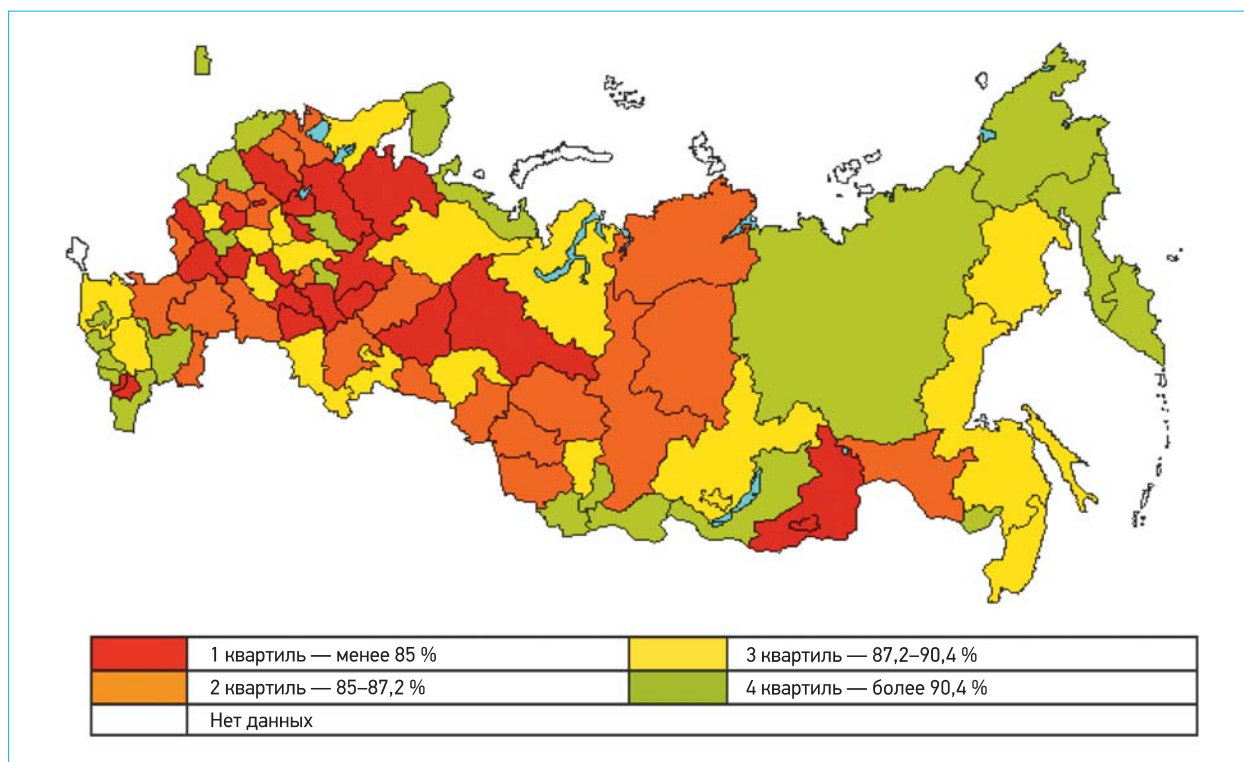 1 квартиль — менее 85 %
3 квартиль — 87,2–90,4 %
2 квартиль — 85–87,2 %
4 квартиль — более 90,4 %
Нет данных